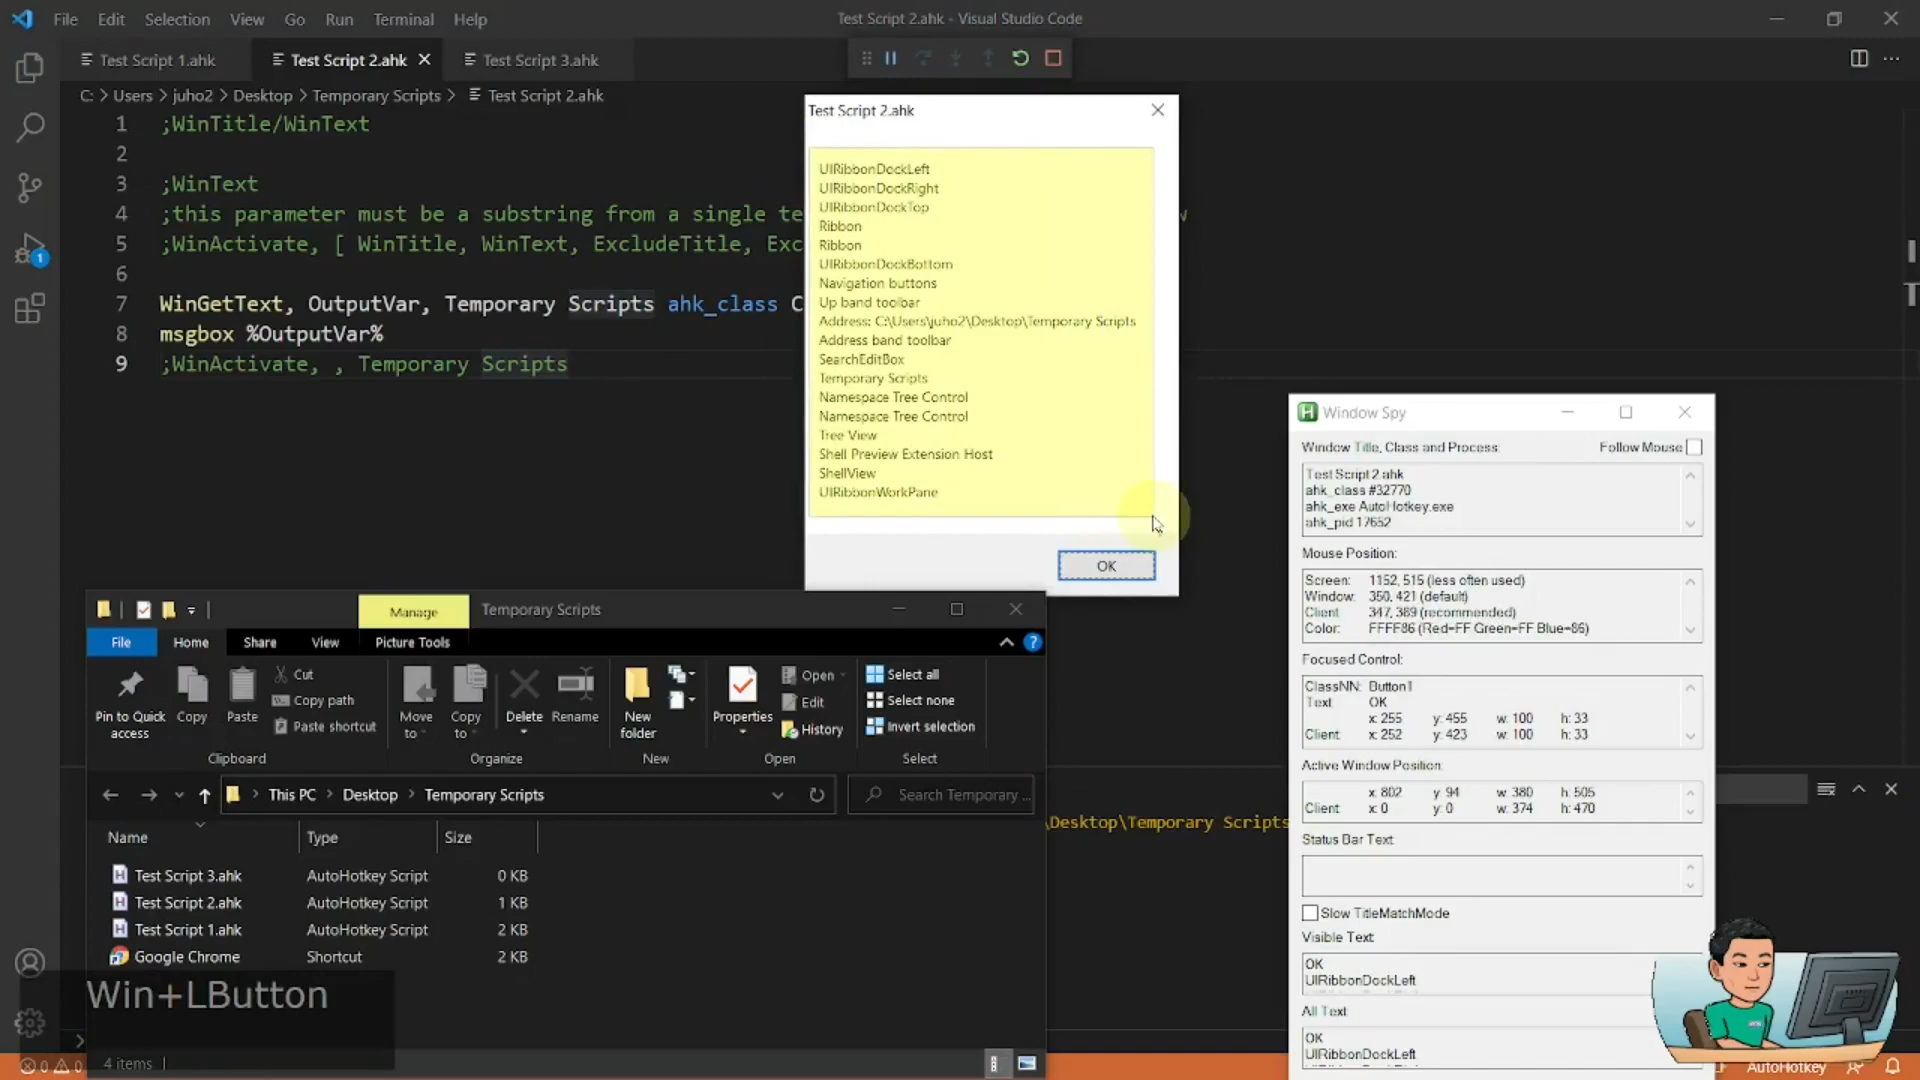 File Edit Selection View Go Run Terminal Help
Test Script 2.ahk - Visual Studio Code
Test Script 1.ahk
Test Script 2.ahk
Test Script 3.ahk
C: > Users > juho2 > Desktop > Temporary Scripts > Test Script 2.ahk
1 ;WinTitle/WinText
2
3 ;WinText
4 ;this parameter must be a substring from a single te
5 ;WinActivate, [ WinTitle, WinText, ExcludeTitle, Exc
6
7 WinGetText, OutputVar, Temporary Scripts ahk_class C
8 msgbox %OutputVar%
9 ;WinActivate, , Temporary Scripts
1
Test Script 2.ahk
UIRibbonDockLeft
UIRibbonDockRight
UIRibbonDockTop
Ribbon
Ribbon
UIRibbonDockBottom
Navigation buttons
Up band toolbar
Address: C:\Users\juho2\Desktop\Temporary Scripts
Address band toolbar
SearchEditBox
Temporary Scripts
Namespace Tree Control
Namespace Tree Control
Tree View
Shell Preview Extension Host
ShellView
UIRibbonWorkPane
OK
Manage
Temporary Scripts
File Home Share View Picture Tools
Pin to Quick access
Copy
Paste
Cut
Copy path
Paste shortcut
Clipboard
Move to
Copy to
Delete
Rename
Organize
New folder
New
Properties
Open
Edit
History
Open
Select all
Select none
Invert selection
Select
This PC > Desktop > Temporary Scripts
Search Temporary ...
Name Type Size
Test Script 3.ahk AutoHotkey Script 0 KB
Test Script 2.ahk AutoHotkey Script 1 KB
Test Script 1.ahk AutoHotkey Script 2 KB
Google Chrome Shortcut 2 KB
Win+LButton
4 items
0 0
\Desktop\Temporary Scripts
Window Spy
Window Title, Class and Process:
Follow Mouse
Test Script 2.ahk
ahk_class #32770
ahk_exe AutoHotkey.exe
ahk_pid 17652
Mouse Position:
Screen: 1152, 515 (less often used)
Window: 350, 421 (default)
Client: 347, 389 (recommended)
Color: FFFF86 (Red=FF Green=FF Blue=86)
Focused Control:
ClassNN: Button1
Text: OK
x: 255 y: 455 w: 100 h: 33
Client: x: 252 y: 423 w: 100 h: 33
Active Window Position:
x: 802 y: 94 w: 380 h: 505
Client: x: 0 y: 0 w: 374 h: 470
Status Bar Text:
Slow TitleMatchMode
Visible Text:
OK
UIRibbonDockLeft
All Text:
OK
UIRibbonDockLeft
AutoHotkey